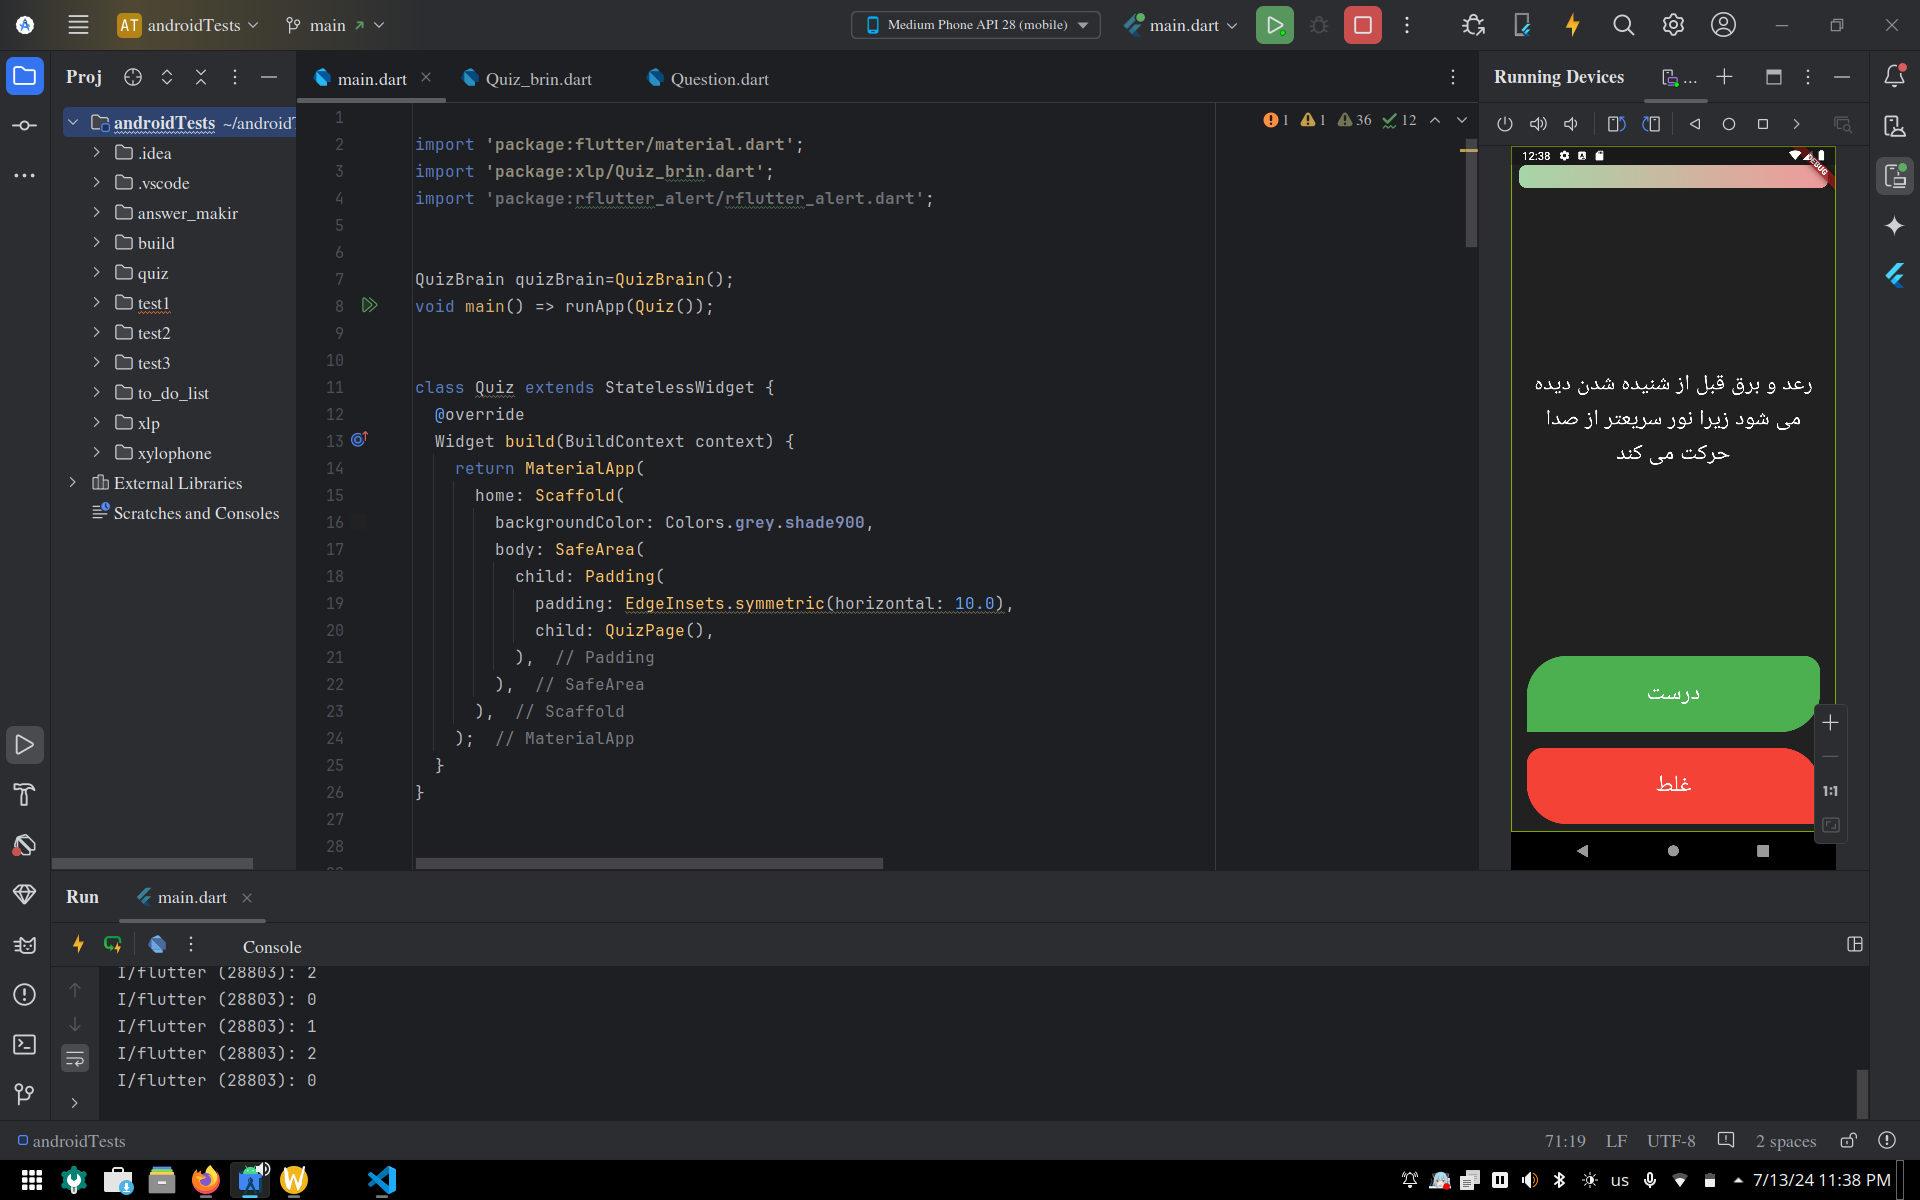 AT androidTests
main
Medium Phone API 28 (mobile)
main.dart
Proj
main.dart
Quiz_brin.dart
Question.dart
Running Devices
...
androidTests ~/androidT
.idea
.vscode
answer_makir
build
quiz
test1
test2
test3
to_do_list
xlp
xylophone
External Libraries
Scratches and Consoles
1 1 36 12
1
2 import 'package:flutter/material.dart';
3 import 'package:xlp/Quiz_brin.dart';
4 import 'package:rflutter_alert/rflutter_alert.dart';
5
6
7 QuizBrain quizBrain=QuizBrain();
8 void main() => runApp(Quiz());
9
10
11 class Quiz extends StatelessWidget {
12 @override
13 Widget build(BuildContext context) {
14 return MaterialApp(
15 home: Scaffold(
16 backgroundColor: Colors.grey.shade900,
17 body: SafeArea(
18 child: Padding(
19 padding: EdgeInsets.symmetric(horizontal: 10.0),
20 child: QuizPage(),
21 ), // Padding
22 ), // SafeArea
23 ), // Scaffold
24 ); // MaterialApp
25 }
26 }
27
28
12:38
DEBUG
رعد و برق قبل از شنیده شدن دیده
می شود زیرا نور سریعتر از صدا
حرکت می کند
درست
غلط
1:1
Run
main.dart
Console
I/flutter (28803): 2
I/flutter (28803): 0
I/flutter (28803): 1
I/flutter (28803): 2
I/flutter (28803): 0
androidTests
71:19 LF UTF-8 2 spaces
us 7/13/24 11:38 PM